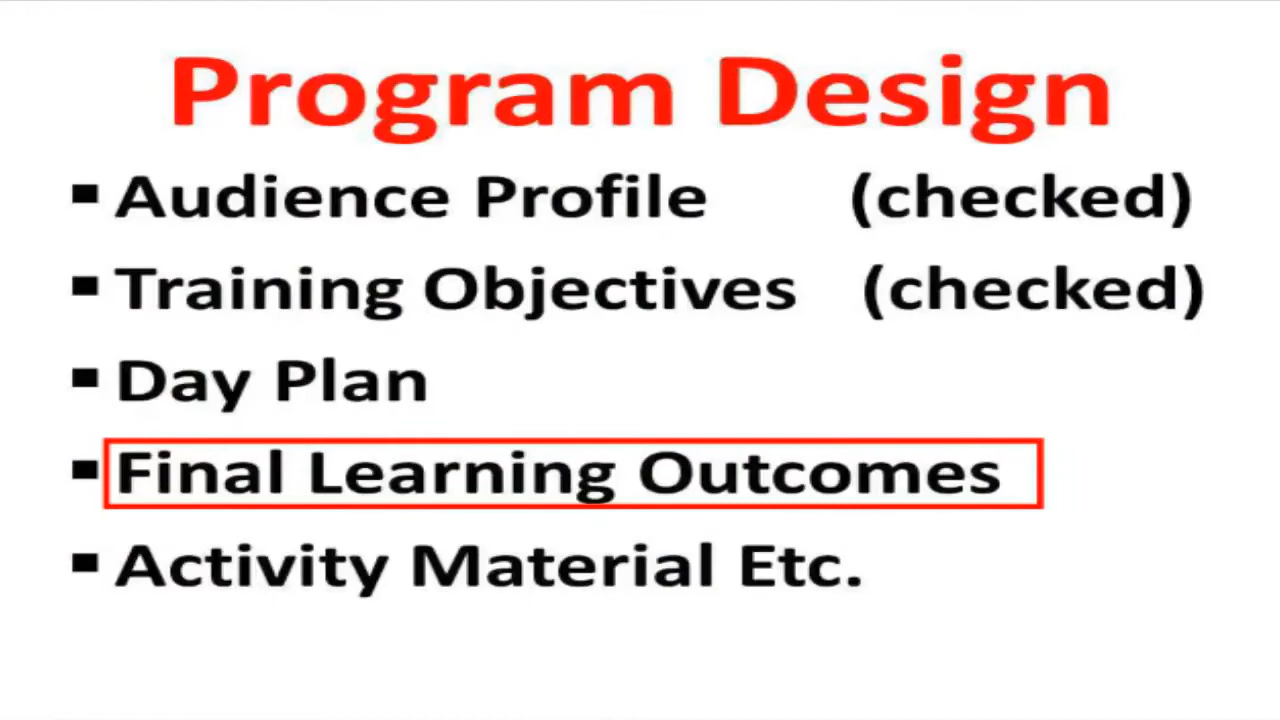 Program Design
▪ Audience Profile (checked)
▪ Training Objectives (checked)
▪ Day Plan
▪ Final Learning Outcomes
▪ Activity Material Etc.